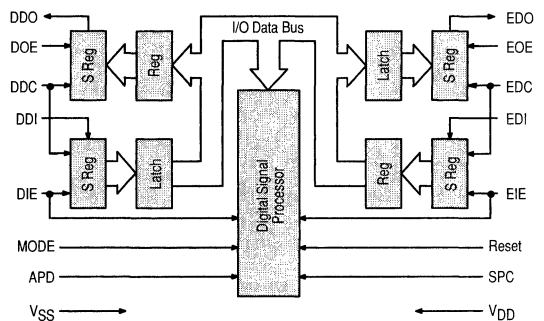 DDO
DOE
DDC
DDI
DIE
MODE
APD
VSS
S Reg
Reg
S Reg
Latch
I/O Data Bus
Digital Signal
Processor
Latch
S Reg
Reg
S Reg
EDO
EOE
EDC
EDI
EIE
Reset
SPC
VDD